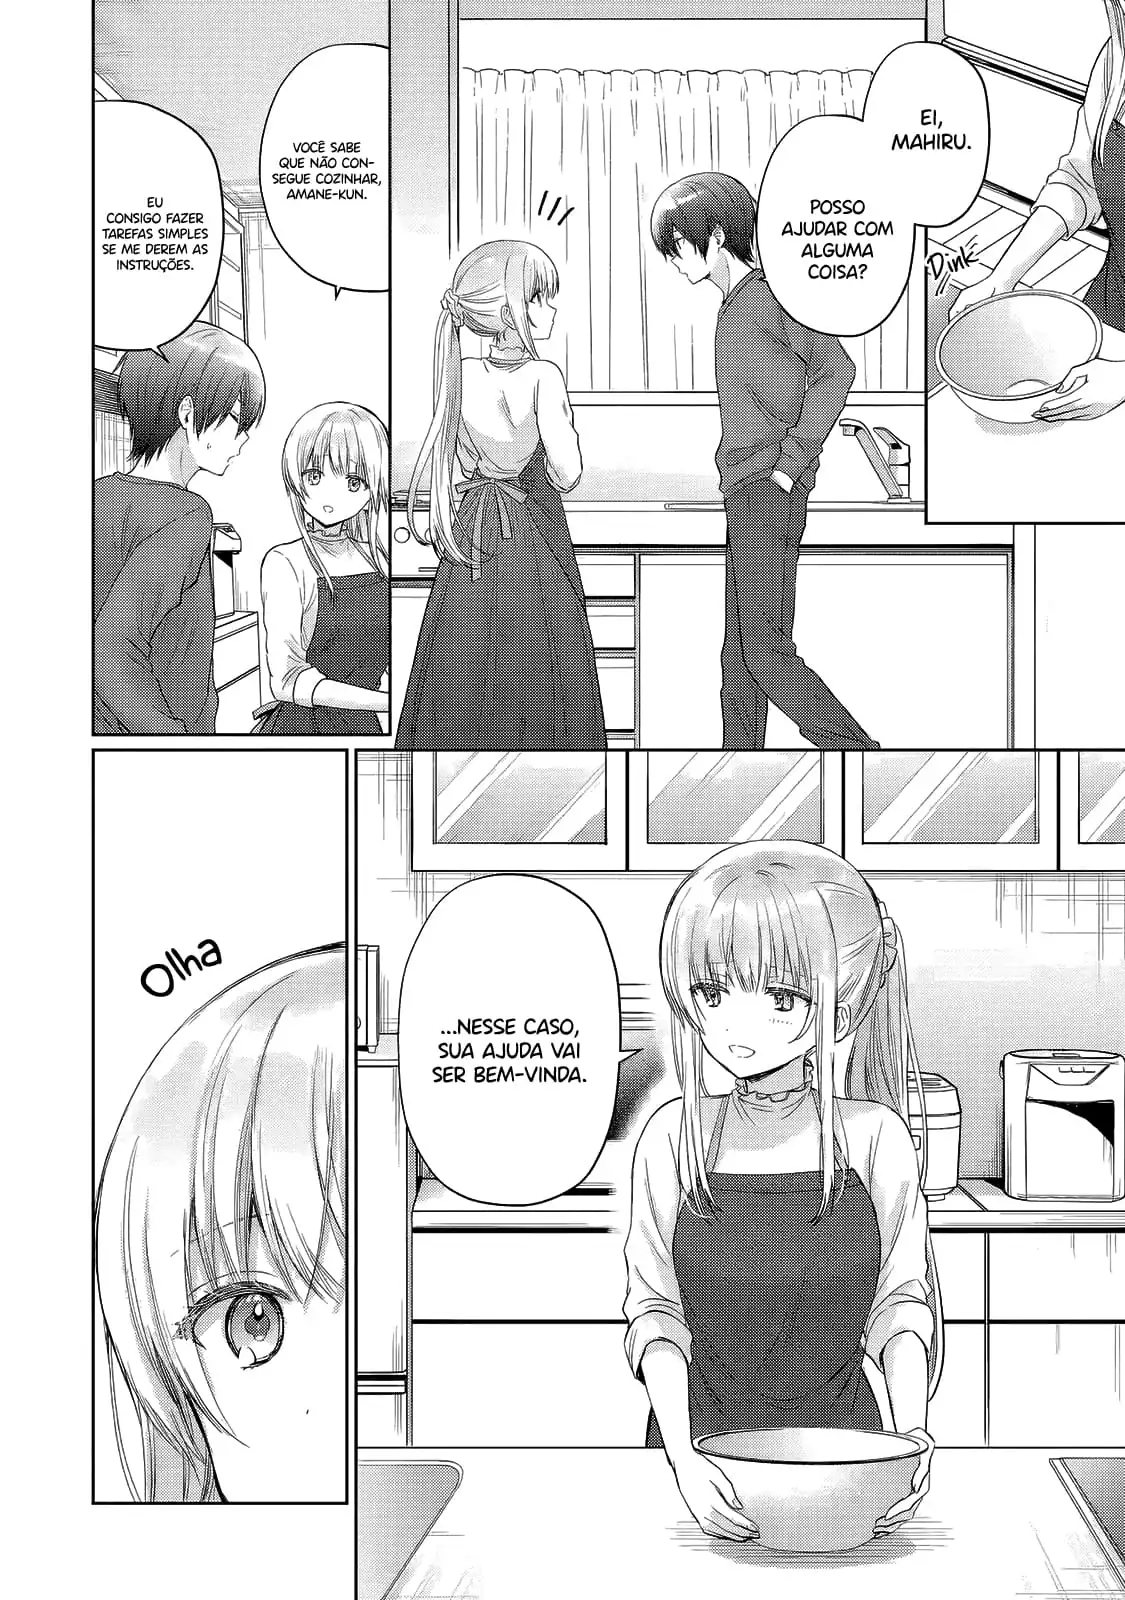 EI,
MAHIRU.
POSSO
AJUDAR COM
ALGUMA
COISA?
Dink
VOCÊ SABE
QUE NÃO CON-
SEGUE COZINHAR,
AMANE-KUN.
EU
CONSIGO FAZER
TAREFAS SIMPLES
SE ME DEREM AS
INSTRUÇÕES.
...NESSE CASO,
SUA AJUDA VAI
SER BEM-VINDA.
Olha